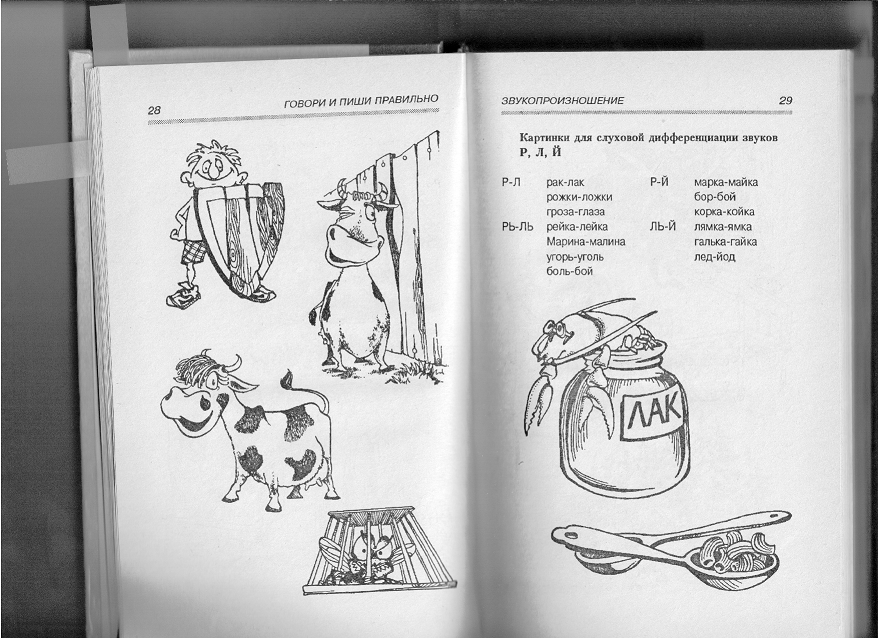 28
ГОВОРИ И ПИШИ ПРАВИЛЬНО
ЗВУКОПРОИЗНОШЕНИЕ
29
Картинки для слуховой дифференциации звуков
Р, Л, Й
Р-Л рак-лак
рожки-ложки
гроза-глаза
РЬ-ЛЬ рейка-лейка
Марина-малина
угорь-уголь
боль-бой
Р-Й марка-майка
бор-бой
корка-койка
ЛЬ-Й лямка-ямка
галька-гайка
лед-йод
ЛАК